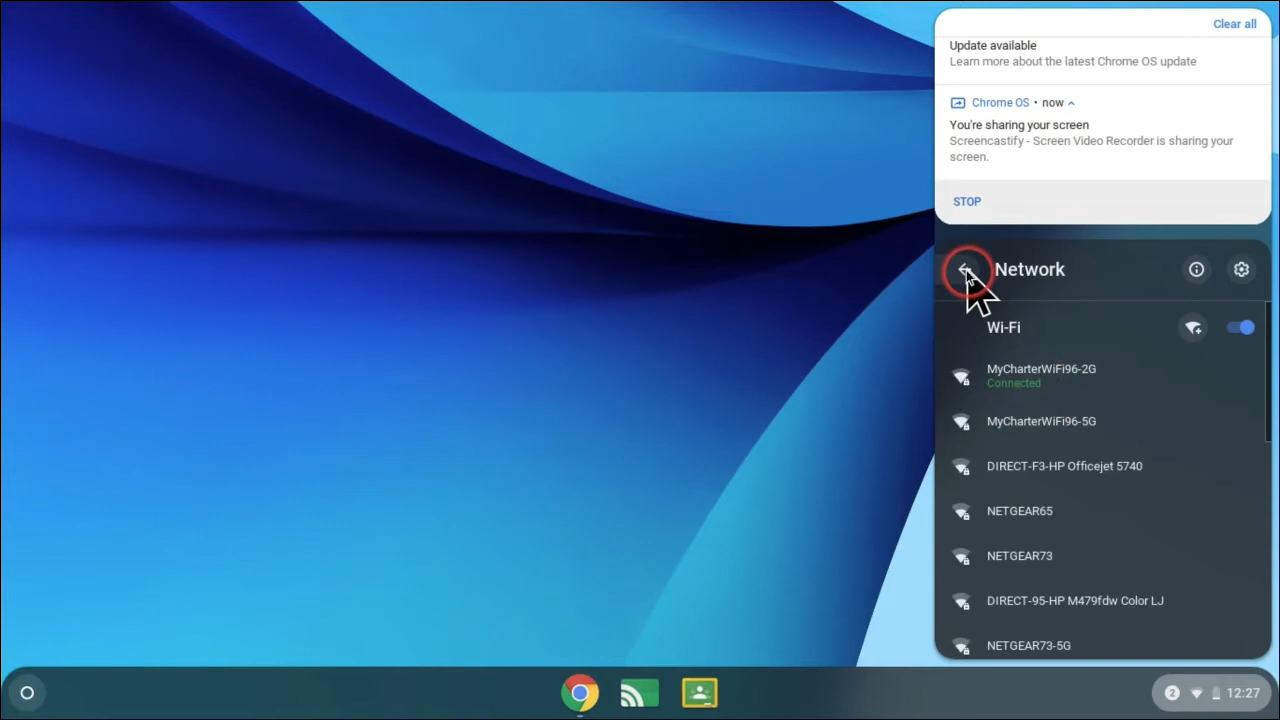 Clear all
Update available
Learn more about the latest Chrome OS update
Chrome OS • now
You're sharing your screen
Screencastify - Screen Video Recorder is sharing your
screen.
STOP
Network
Wi-Fi
MyCharterWiFi96-2G
Connected
MyCharterWiFi96-5G
DIRECT-F3-HP Officejet 5740
NETGEAR65
NETGEAR73
DIRECT-95-HP M479fdw Color LJ
NETGEAR73-5G
2 12:27